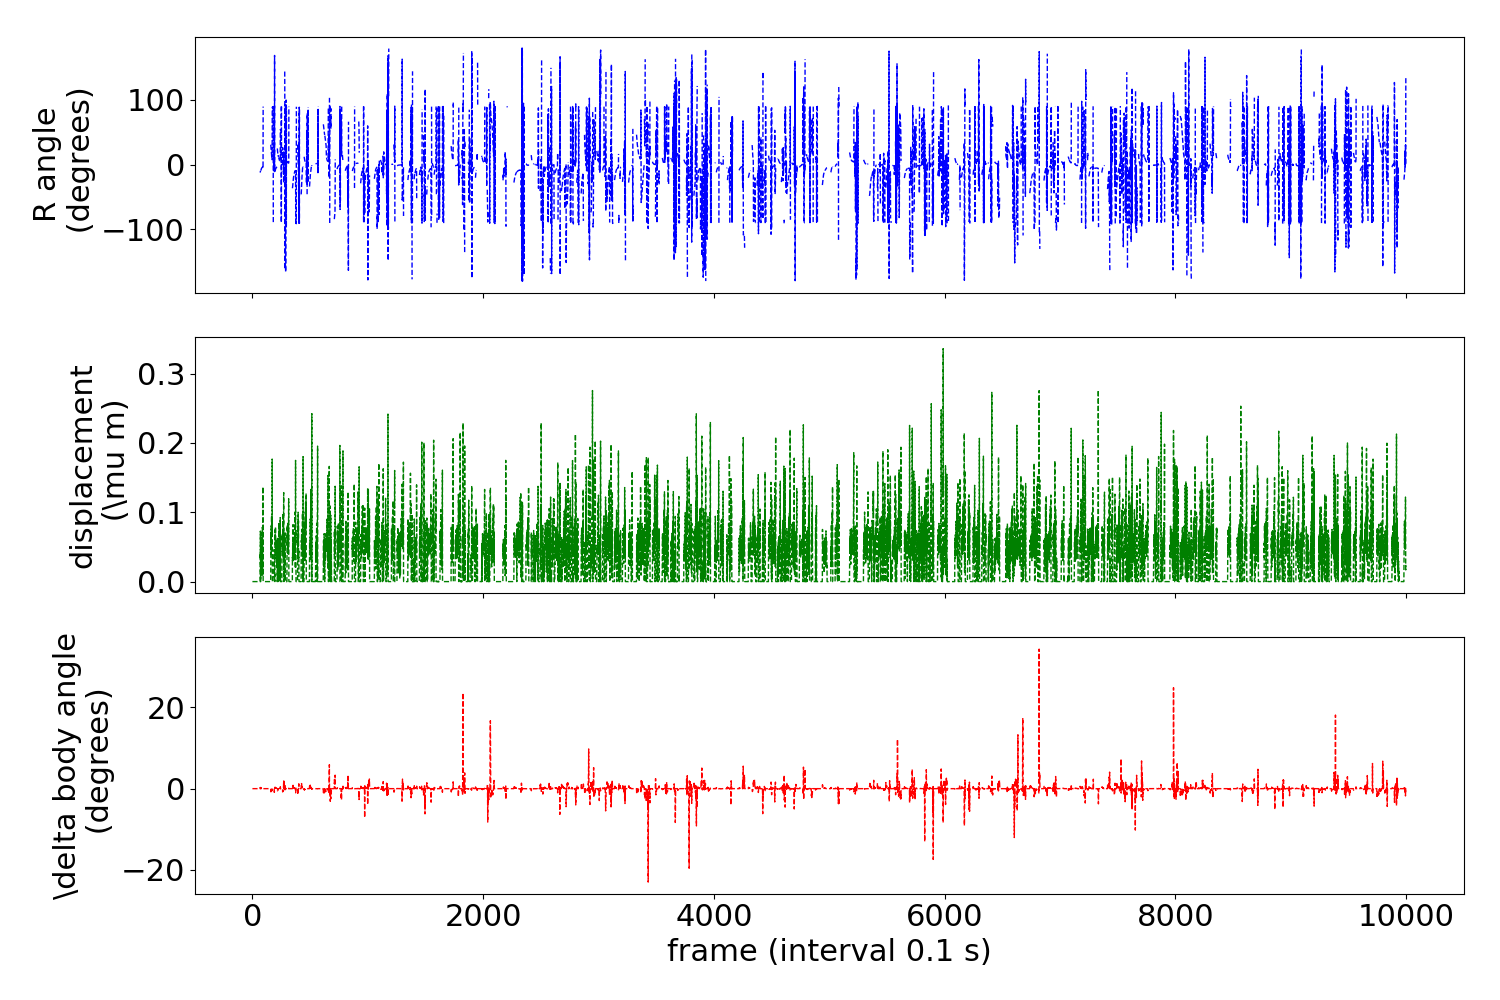 R angle
(degrees)
100
0
−100
displacement
(\mu m)
0.3
0.2
0.1
0.0
\delta body angle
(degrees)
20
0
−20
0 2000 4000 6000 8000 10000
frame (interval 0.1 s)